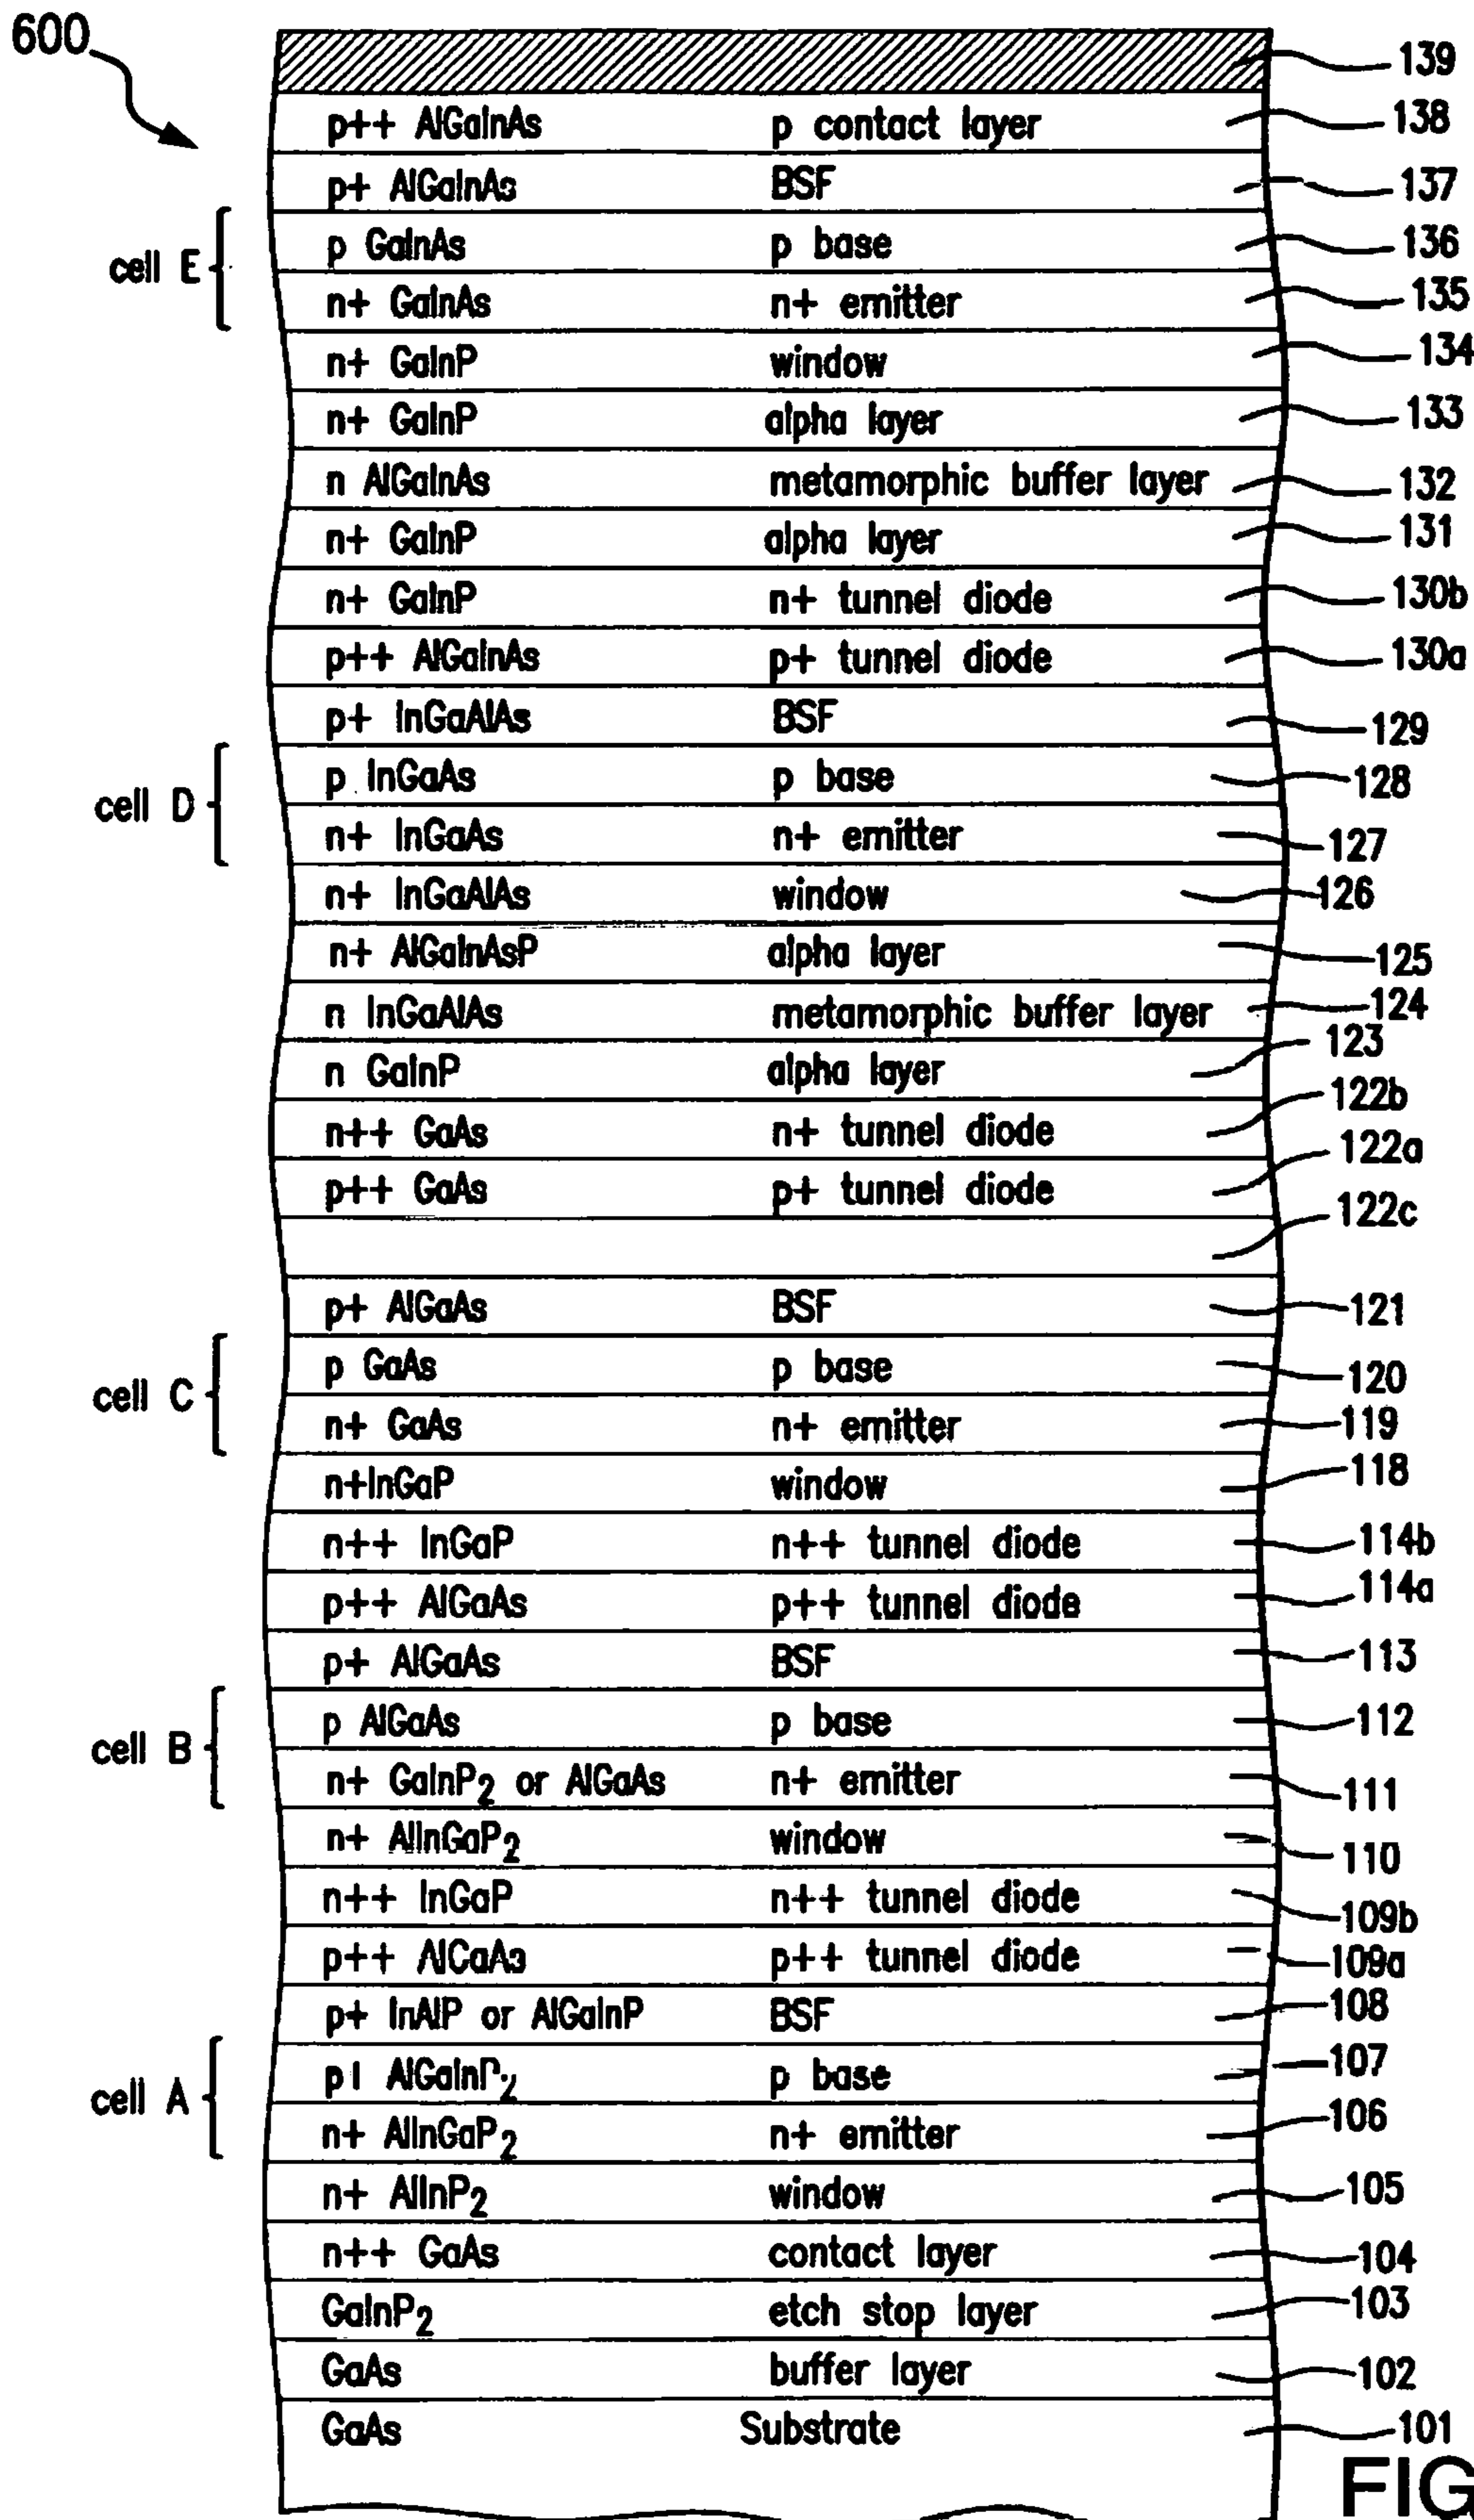 600
139
p++ AlGaInAs p contact layer 138
p+ AlGaInAs BSF 137
cell E
p GaInAs p base 136
n+ GaInAs n+ emitter 135
n+ GaInP window 134
n+ GaInP alpha layer 133
n AlGaInAs metamorphic buffer layer 132
n+ GaInP alpha layer 131
n+ GaInP n+ tunnel diode 130b
p++ AlGaInAs p+ tunnel diode 130a
p+ InGaAlAs BSF 129
cell D
p InGaAs p base 128
n+ InGaAs n+ emitter 127
n+ InGaAlAs window 126
n+ AlGaInAsP alpha layer 125
n InGaAlAs metamorphic buffer layer 124
n GaInP alpha layer 123
n++ GaAs n+ tunnel diode 122b
p++ GaAs p+ tunnel diode 122a
122c
p+ AlGaAs BSF 121
cell C
p GaAs p base 120
n+ GaAs n+ emitter 119
n+InGaP window 118
n++ InGaP n++ tunnel diode 114b
p++ AlGaAs p++ tunnel diode 114a
p+ AlGaAs BSF 113
cell B
p AlGaAs p base 112
n+ GaInP2 or AlGaAs n+ emitter 111
n+ AlInGaP2 window 110
n++ InGaP n++ tunnel diode 109b
p++ AlGaAs p++ tunnel diode 109a
p+ InAlP or AlGaInP BSF 108
cell A
AlGaInP2 p base 107
n+ AlInGaP2 n+ emitter 106
n+ AlInP2 window 105
n++ GaAs contact layer 104
GaInP2 etch stop layer 103
GaAs buffer layer 102
GaAs Substrate 101
FIG